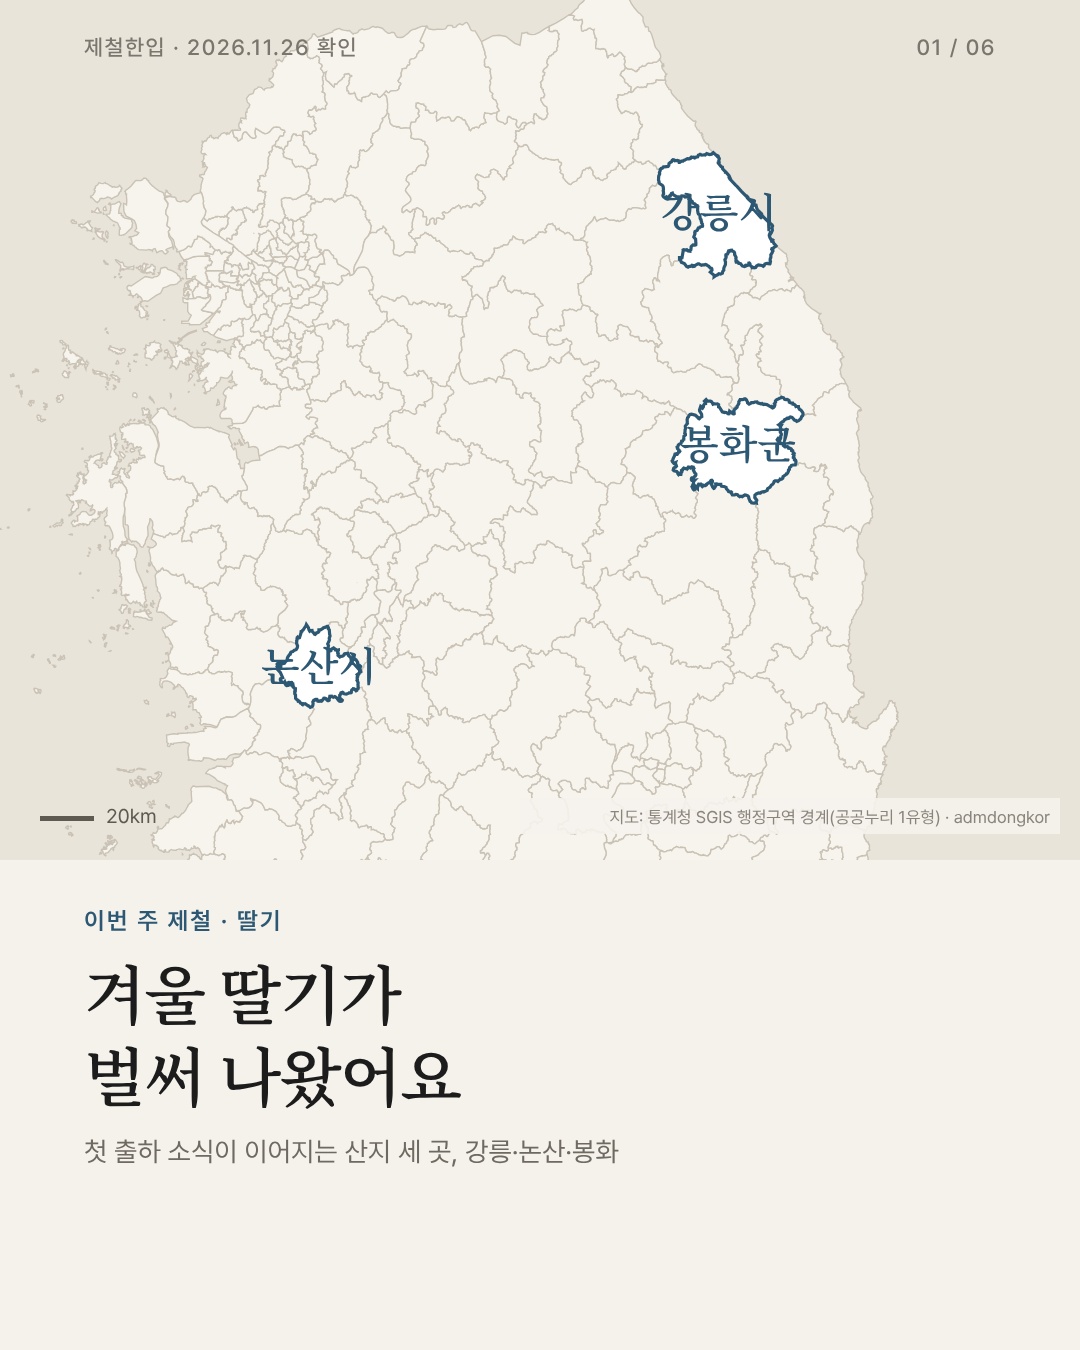 제철한입 · 2026.11.26 확인
01 / 06
강릉시
봉화군
논산시
20km
지도: 통계청 SGIS 행정구역 경계(공공누리 1유형) · admdongkor
이번 주 제철 · 딸기
겨울 딸기가
벌써 나왔어요
첫 출하 소식이 이어지는 산지 세 곳, 강릉·논산·봉화